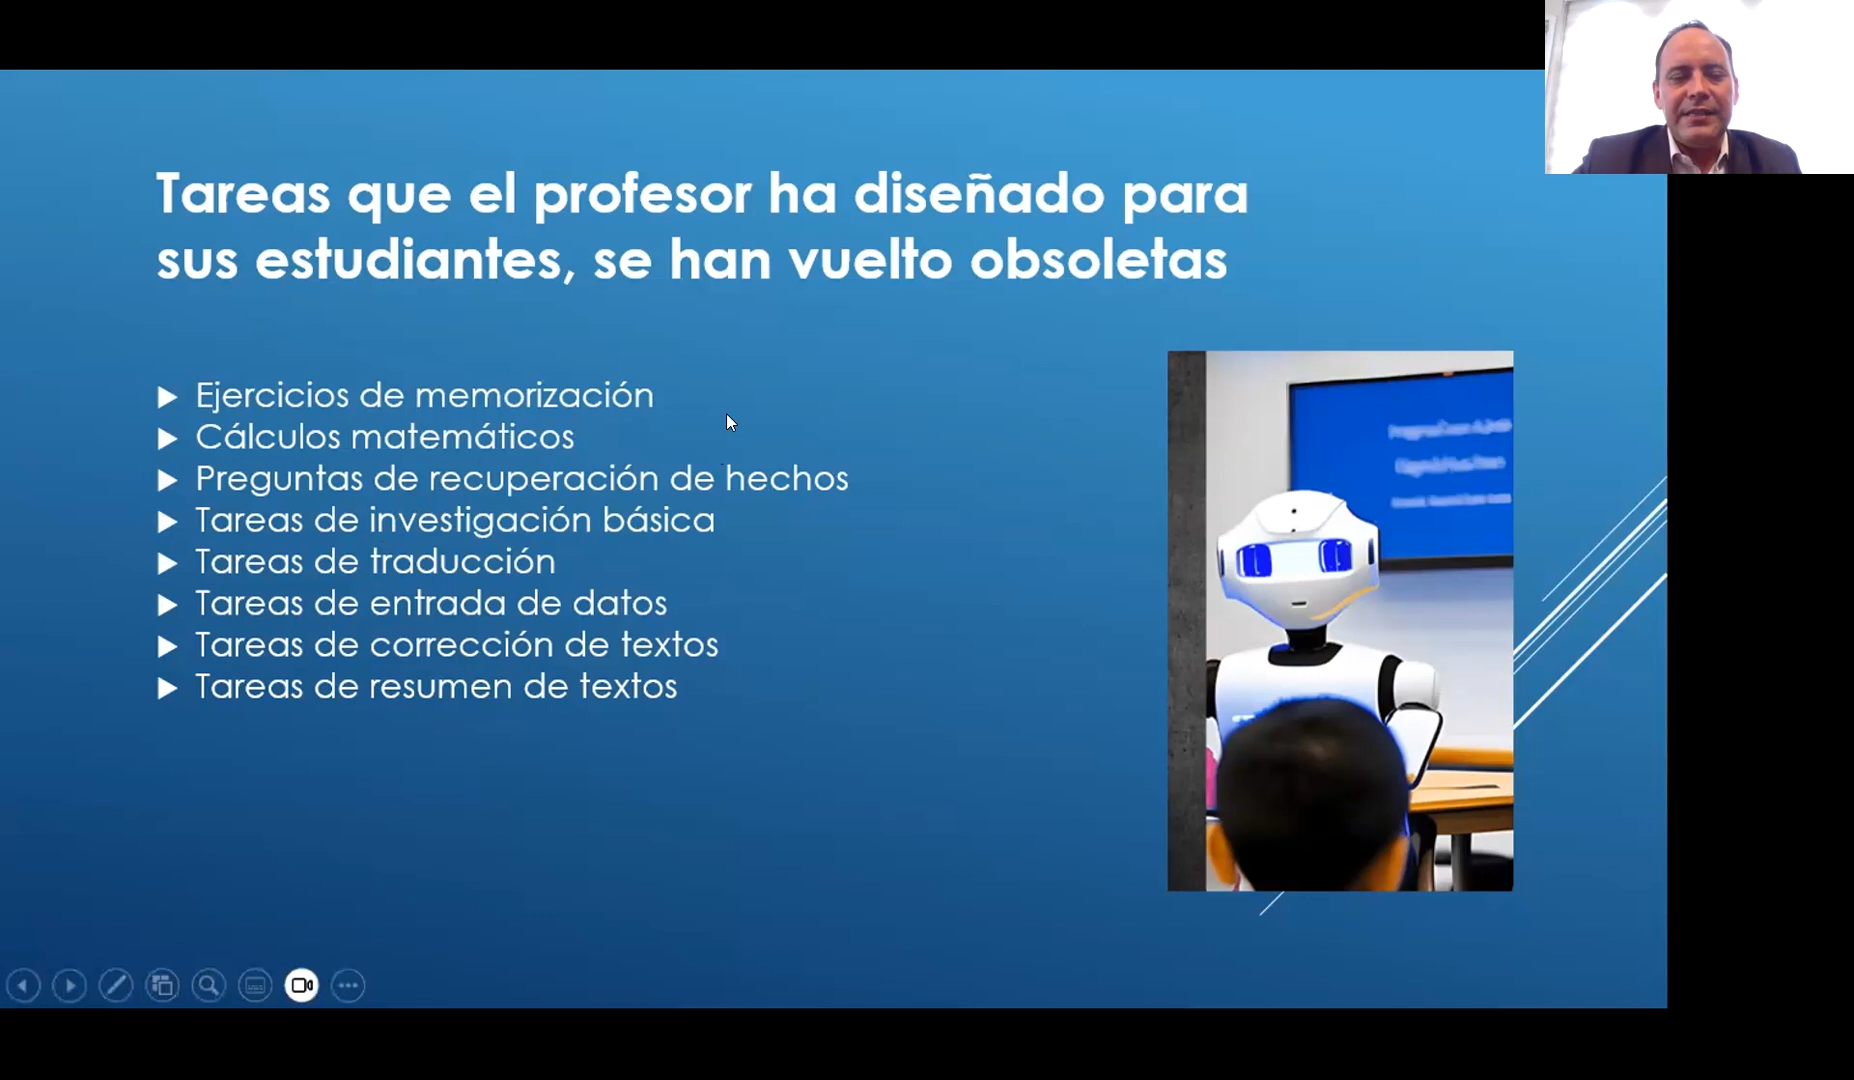 Tareas que el profesor ha diseñado para
sus estudiantes, se han vuelto obsoletas
Ejercicios de memorización
Cálculos matemáticos
Preguntas de recuperación de hechos
Tareas de investigación básica
Tareas de traducción
Tareas de entrada de datos
Tareas de corrección de textos
Tareas de resumen de textos